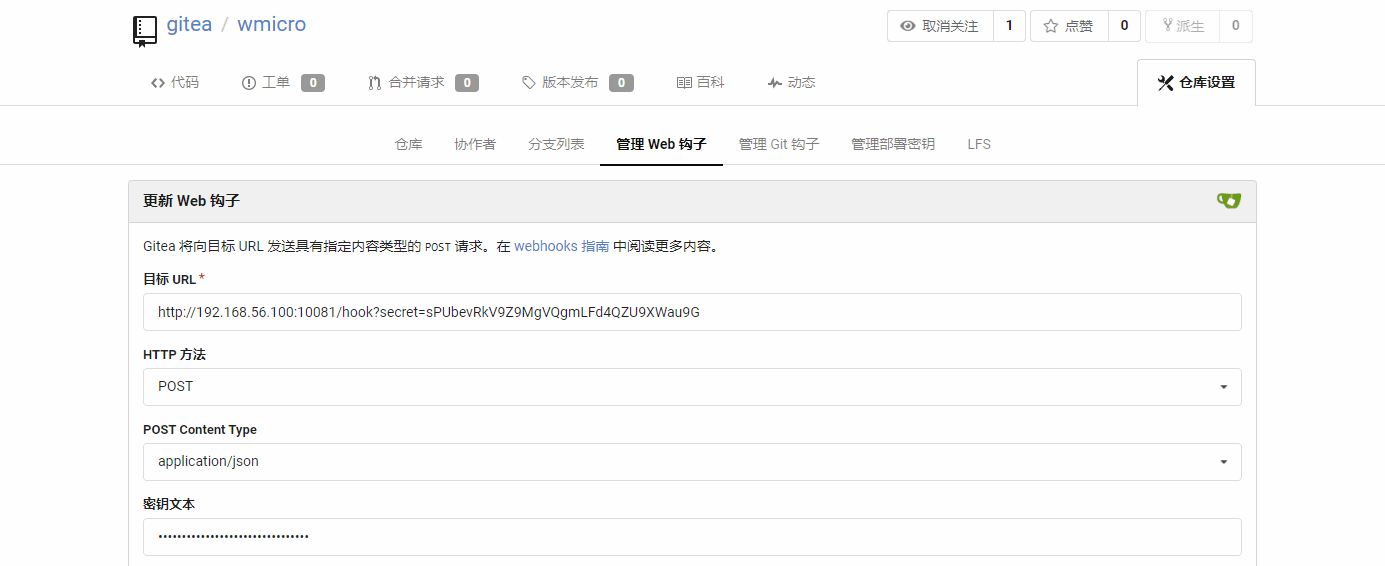 gitea / wmicro
取消关注 1 点赞 0 派生 0
代码 工单 0 合并请求 0 版本发布 0 百科 动态 仓库设置
仓库 协作者 分支列表 管理 Web 钩子 管理 Git 钩子 管理部署密钥 LFS
更新 Web 钩子
Gitea 将向目标 URL 发送具有指定内容类型的 POST 请求。在 webhooks 指南 中阅读更多内容。
目标 URL *
http://192.168.56.100:10081/hook?secret=sPUbevRkV9Z9MgVQgmLFd4QZU9XWau9G
HTTP 方法
POST
POST Content Type
application/json
密钥文本
••••••••••••••••••••••••••••••••